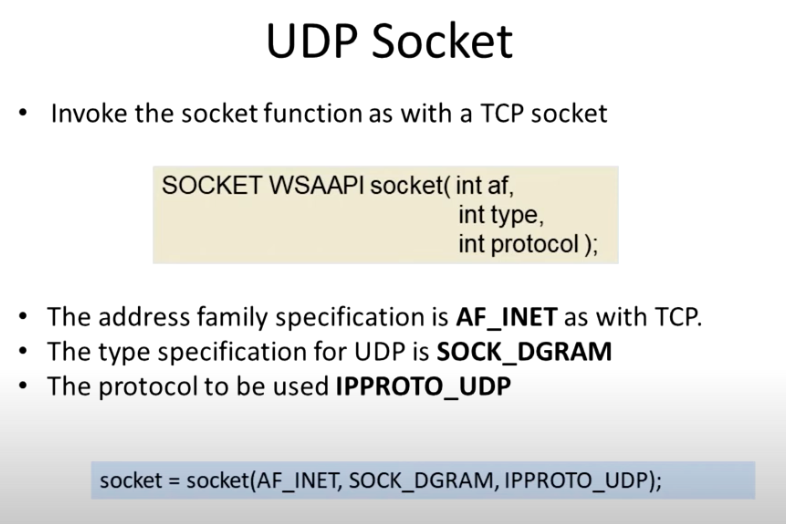 UDP Socket
• Invoke the socket function as with a TCP socket
SOCKET WSAAPI socket( int af,
int type,
int protocol );
• The address family specification is AF_INET as with TCP.
• The type specification for UDP is SOCK_DGRAM
• The protocol to be used IPPROTO_UDP
socket = socket(AF_INET, SOCK_DGRAM, IPPROTO_UDP);